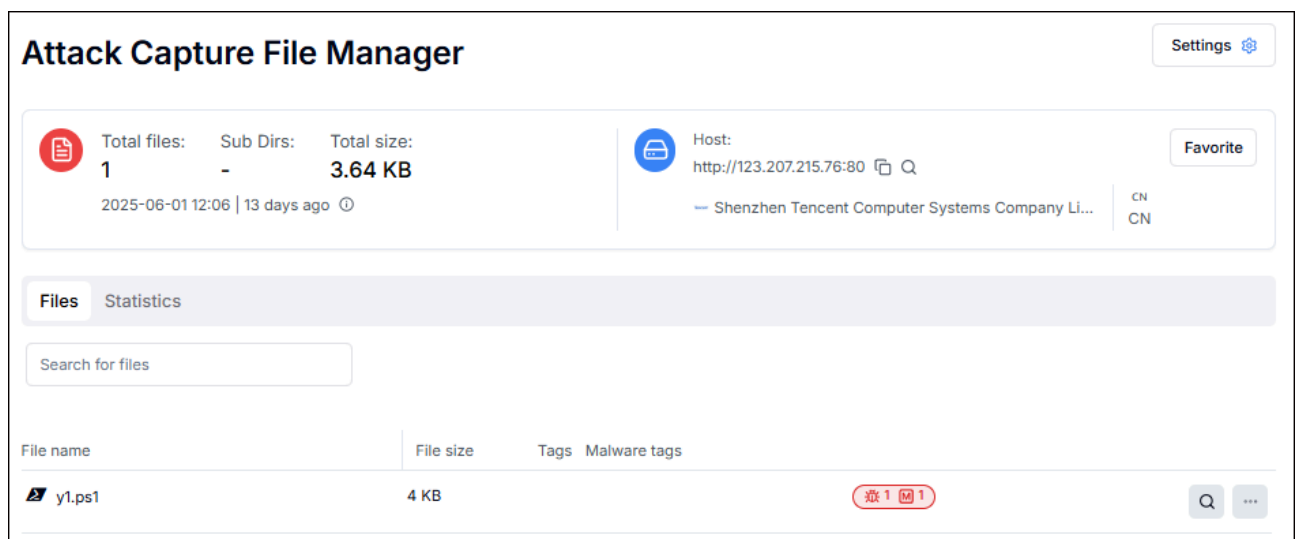 Attack Capture File Manager
Settings
Total files: Sub Dirs: Total size:
1 - 3.64 KB
2025-06-01 12:06 | 13 days ago
Host:
http://123.207.215.76:80
Shenzhen Tencent Computer Systems Company Li...
CN
CN
Favorite
Files Statistics
Search for files
File name File size Tags Malware tags
y1.ps1 4 KB 1 M 1